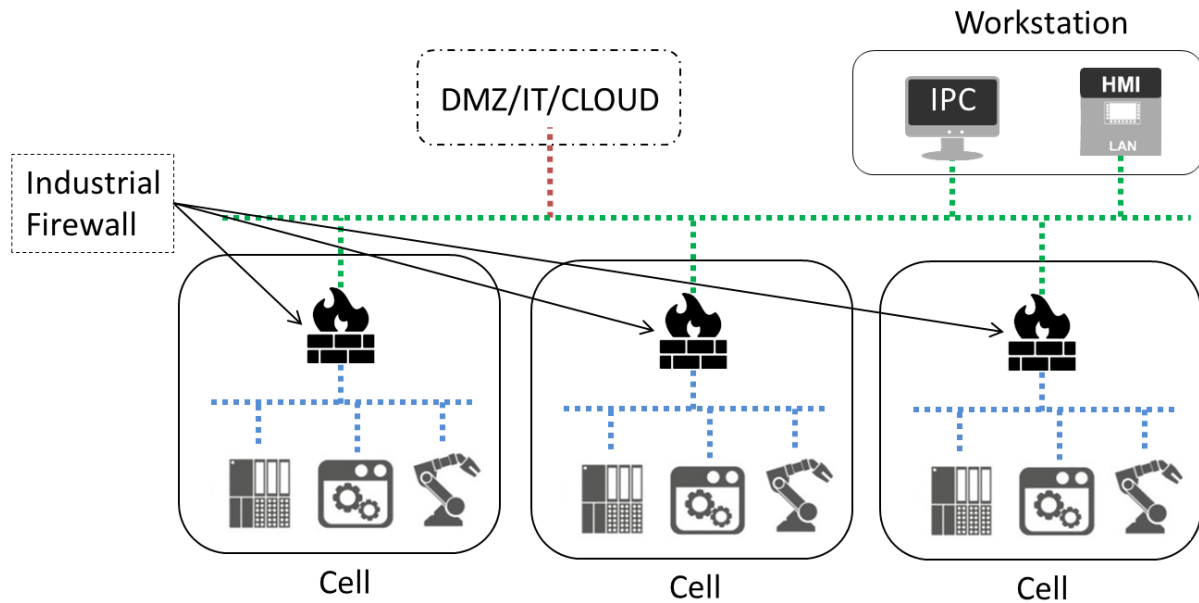 Workstation
DMZ/IT/CLOUD
IPC
HMI
LAN
Industrial
Firewall
Cell
Cell
Cell